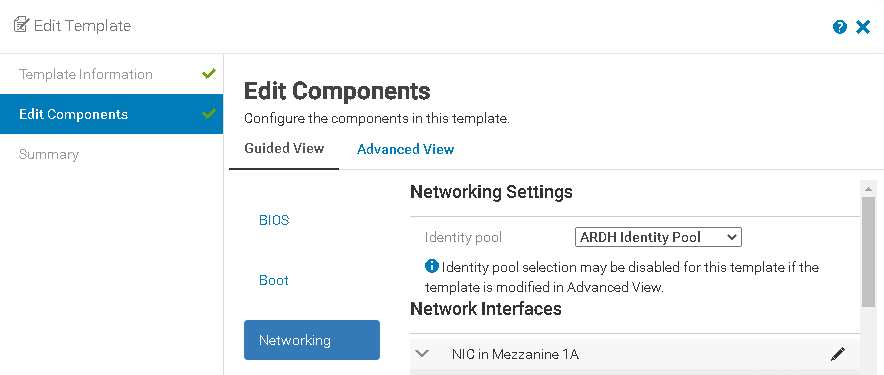 Edit Template
Template Information
Edit Components
Summary
Edit Components
Configure the components in this template.
Guided View
Advanced View
BIOS
Boot
Networking
Networking Settings
Identity pool
ARDH Identity Pool
Identity pool selection may be disabled for this template if the
template is modified in Advanced View.
Network Interfaces
NIC in Mezzanine 1A